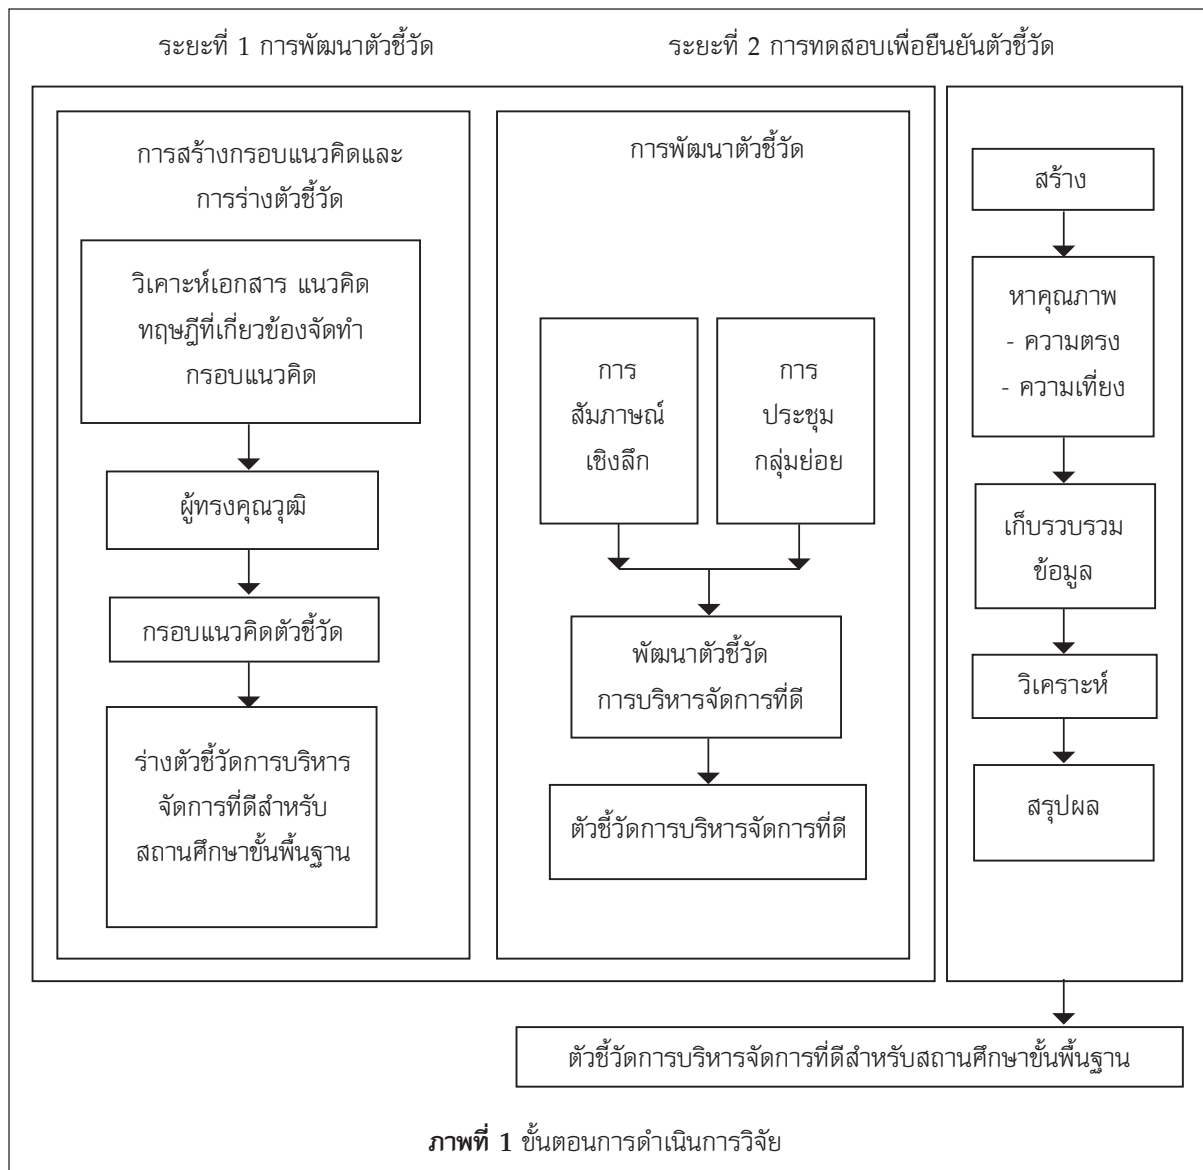 ระยะที่ 1 การพัฒนาตัวชี้วัด
ระยะที่ 2 การทดสอบเพื่อยืนยันตัวชี้วัด
การสร้างกรอบแนวคิดและ
การร่างตัวชี้วัด
วิเคาะห์เอกสาร แนวคิด
ทฤษฎีที่เกี่ยวข้องจัดทำ
กรอบแนวคิด
ผู้ทรงคุณวุฒิ
กรอบแนวคิดตัวชี้วัด
ร่างตัวชี้วัดการบริหาร
จัดการที่ดีสำหรับ
สถานศึกษาขั้นพื้นฐาน
การพัฒนาตัวชี้วัด
การ
สัมภาษณ์
เชิงลึก
การ
ประชุม
กลุ่มย่อย
พัฒนาตัวชี้วัด
การบริหารจัดการที่ดี
ตัวชี้วัดการบริหารจัดการที่ดี
สร้าง
หาคุณภาพ
- ความตรง
- ความเที่ยง
เก็บรวบรวม
ข้อมูล
วิเคราะห์
สรุปผล
ตัวชี้วัดการบริหารจัดการที่ดีสำหรับสถานศึกษาขั้นพื้นฐาน
ภาพที่ 1 ขั้นตอนการดำเนินการวิจัย